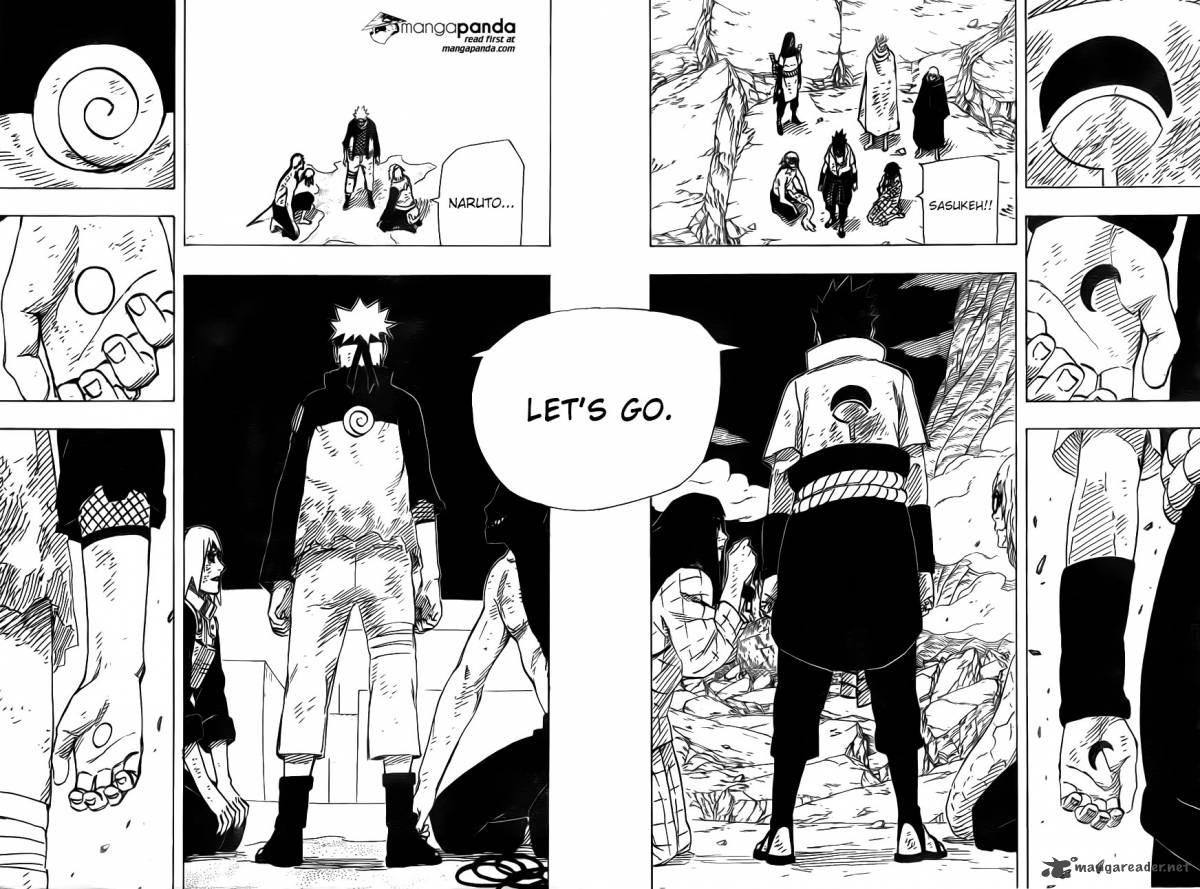 mangapanda
read first at
mangapanda.com
NARUTO...
SASUKEH!!
LET'S GO.
mangareader.net